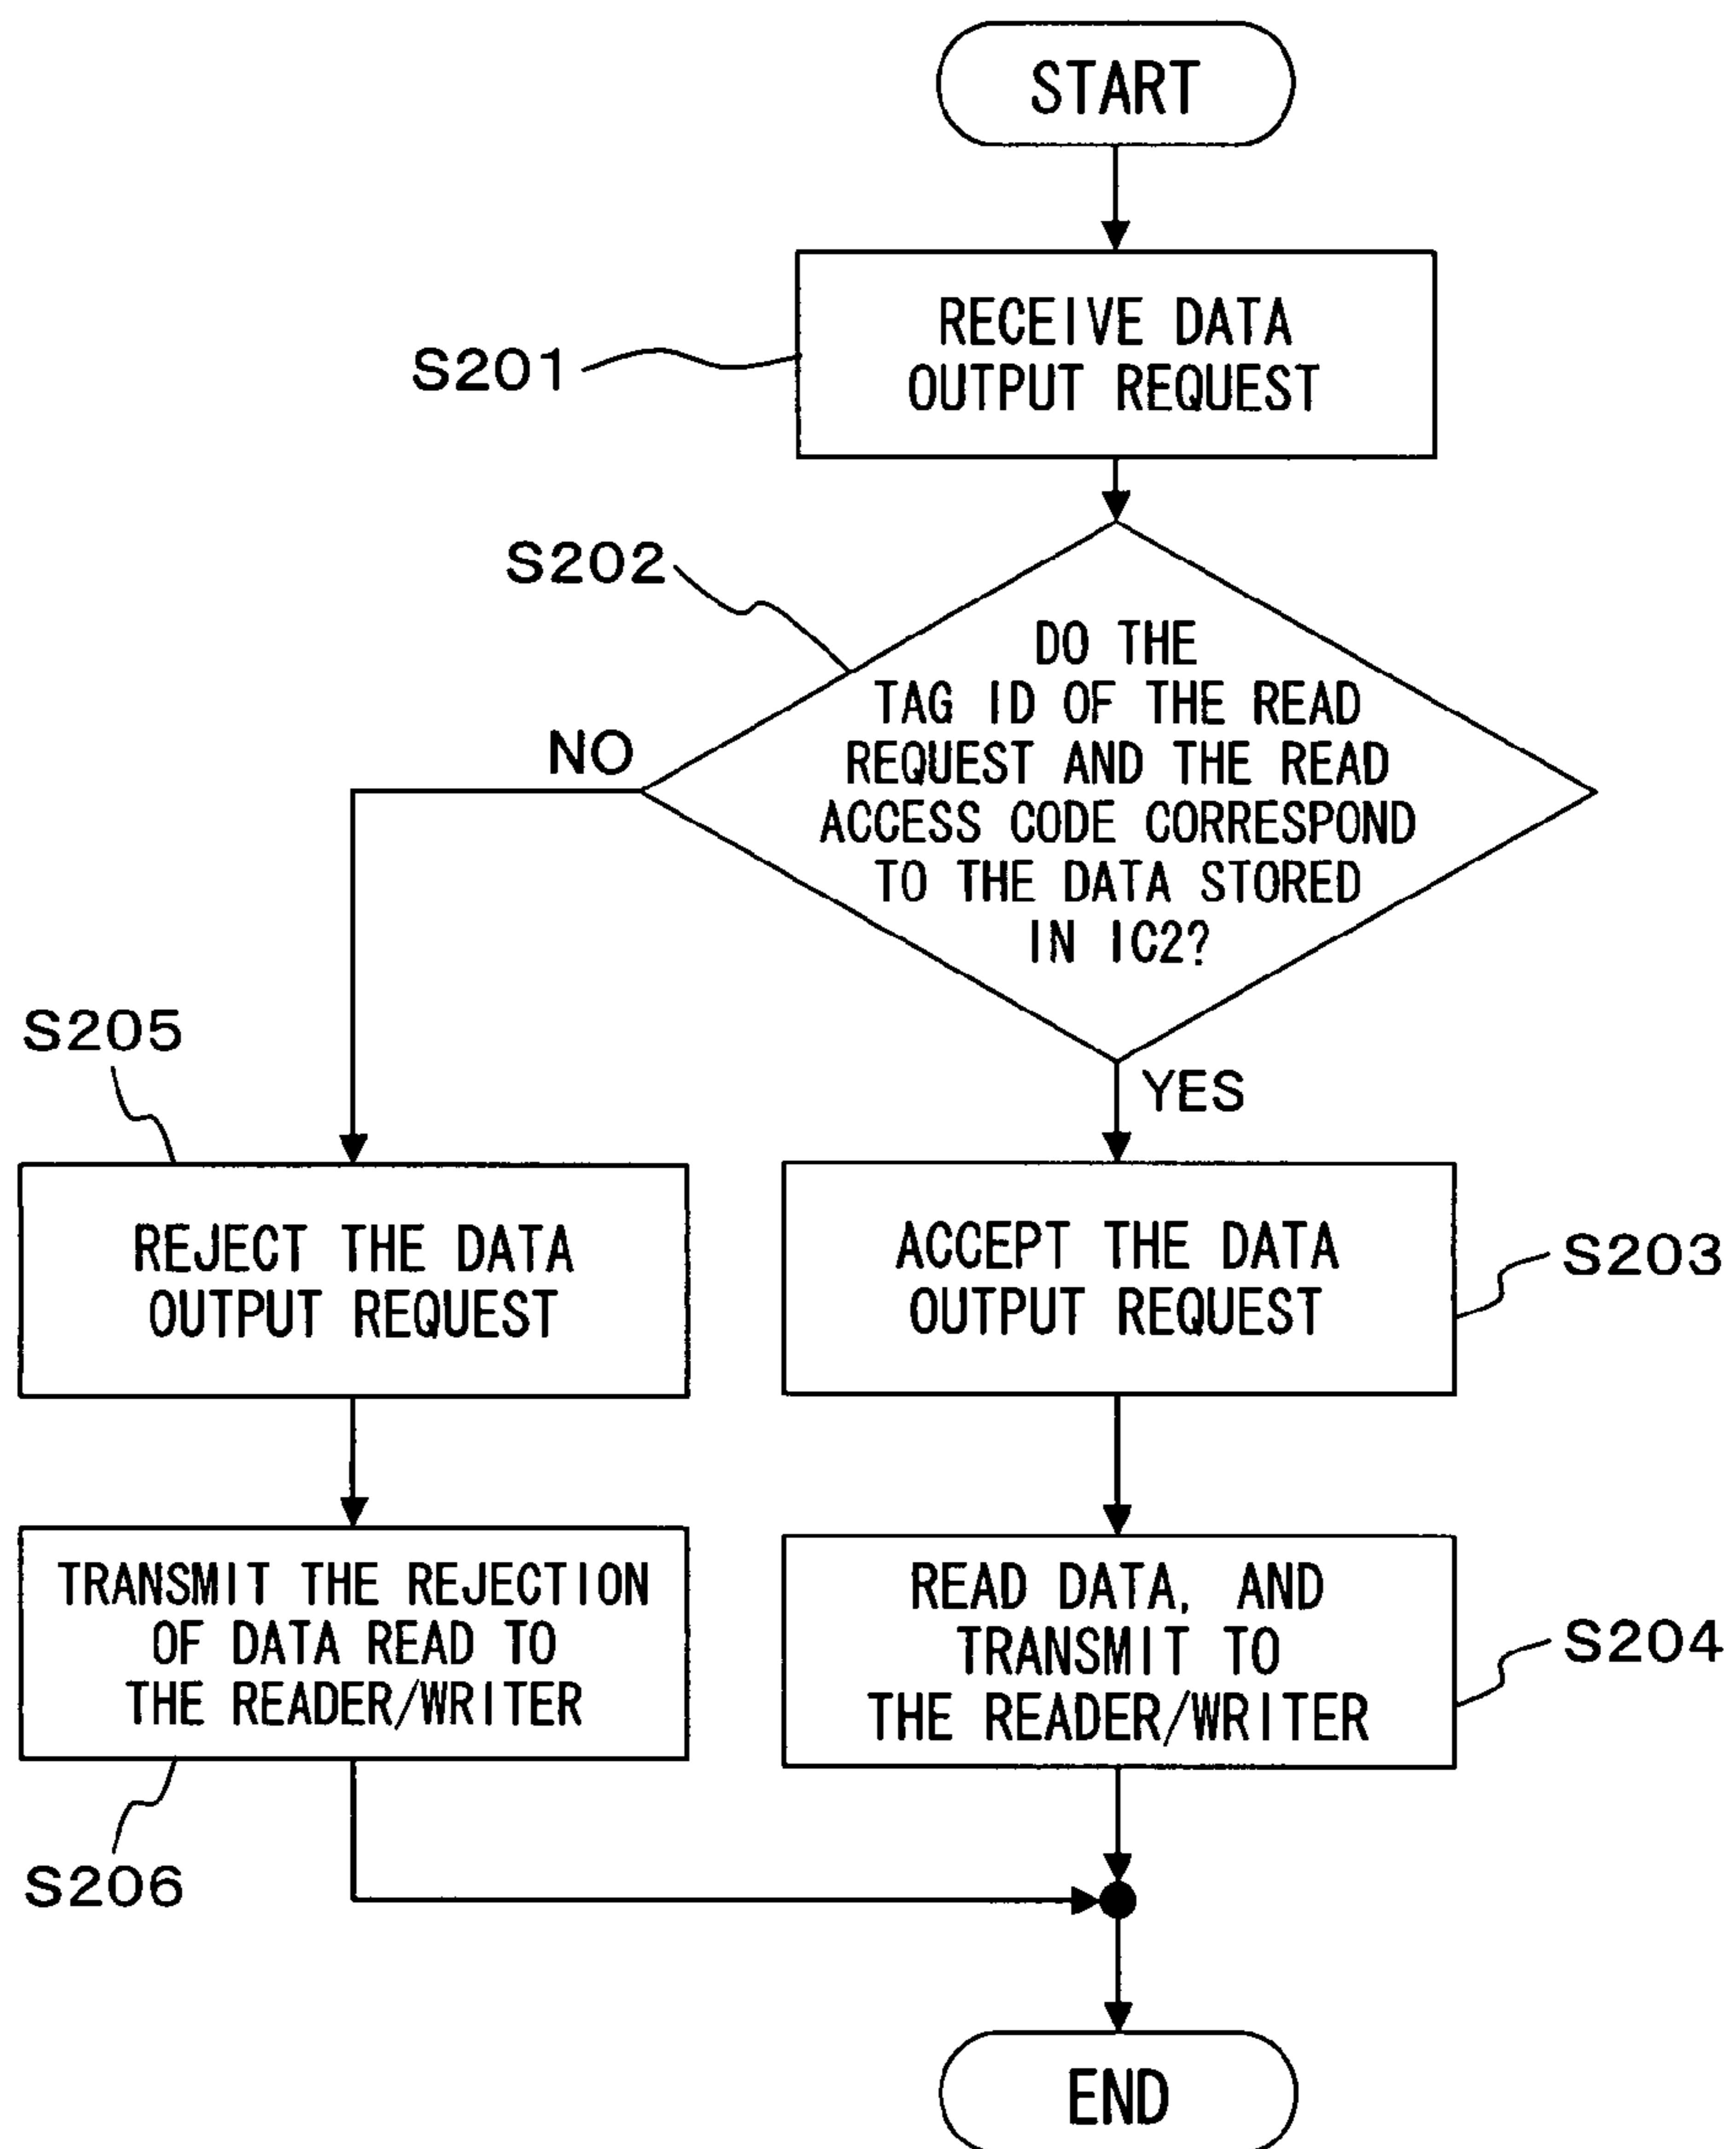 START
RECEIVE DATA
OUTPUT REQUEST
S201
S202
DO THE
TAG ID OF THE READ
REQUEST AND THE READ
ACCESS CODE CORRESPOND
TO THE DATA STORED
IN IC2?
NO
YES
S205
REJECT THE DATA
OUTPUT REQUEST
ACCEPT THE DATA
OUTPUT REQUEST
S203
TRANSMIT THE REJECTION
OF DATA READ TO
THE READER/WRITER
S206
READ DATA, AND
TRANSMIT TO
THE READER/WRITER
S204
END